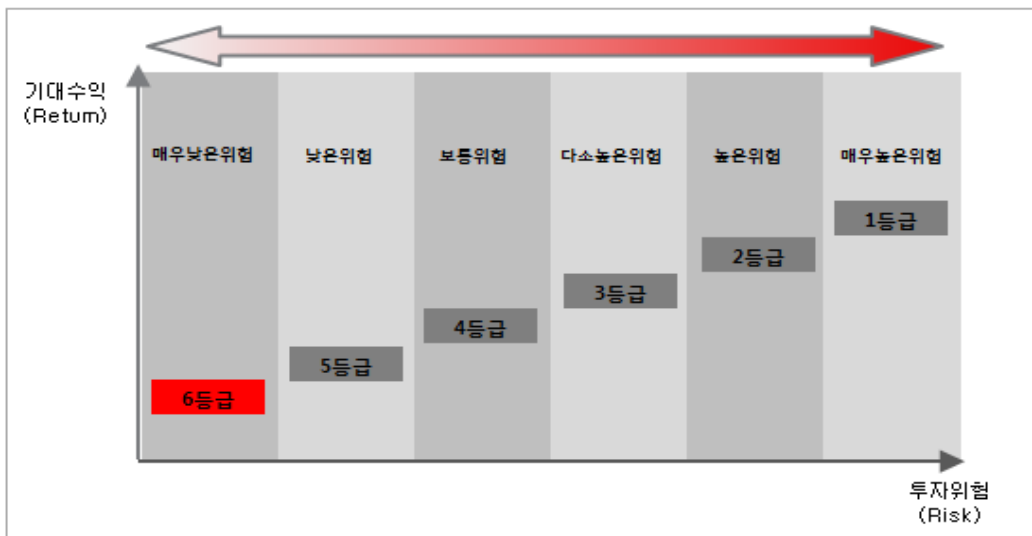 기대수익
(Retum)
매우낮은위험 낮은위험 보통위험 다소높은위험 높은위험 매우높은위험
1등급
2등급
3등급
4등급
5등급
6등급
투자위험
(Risk)